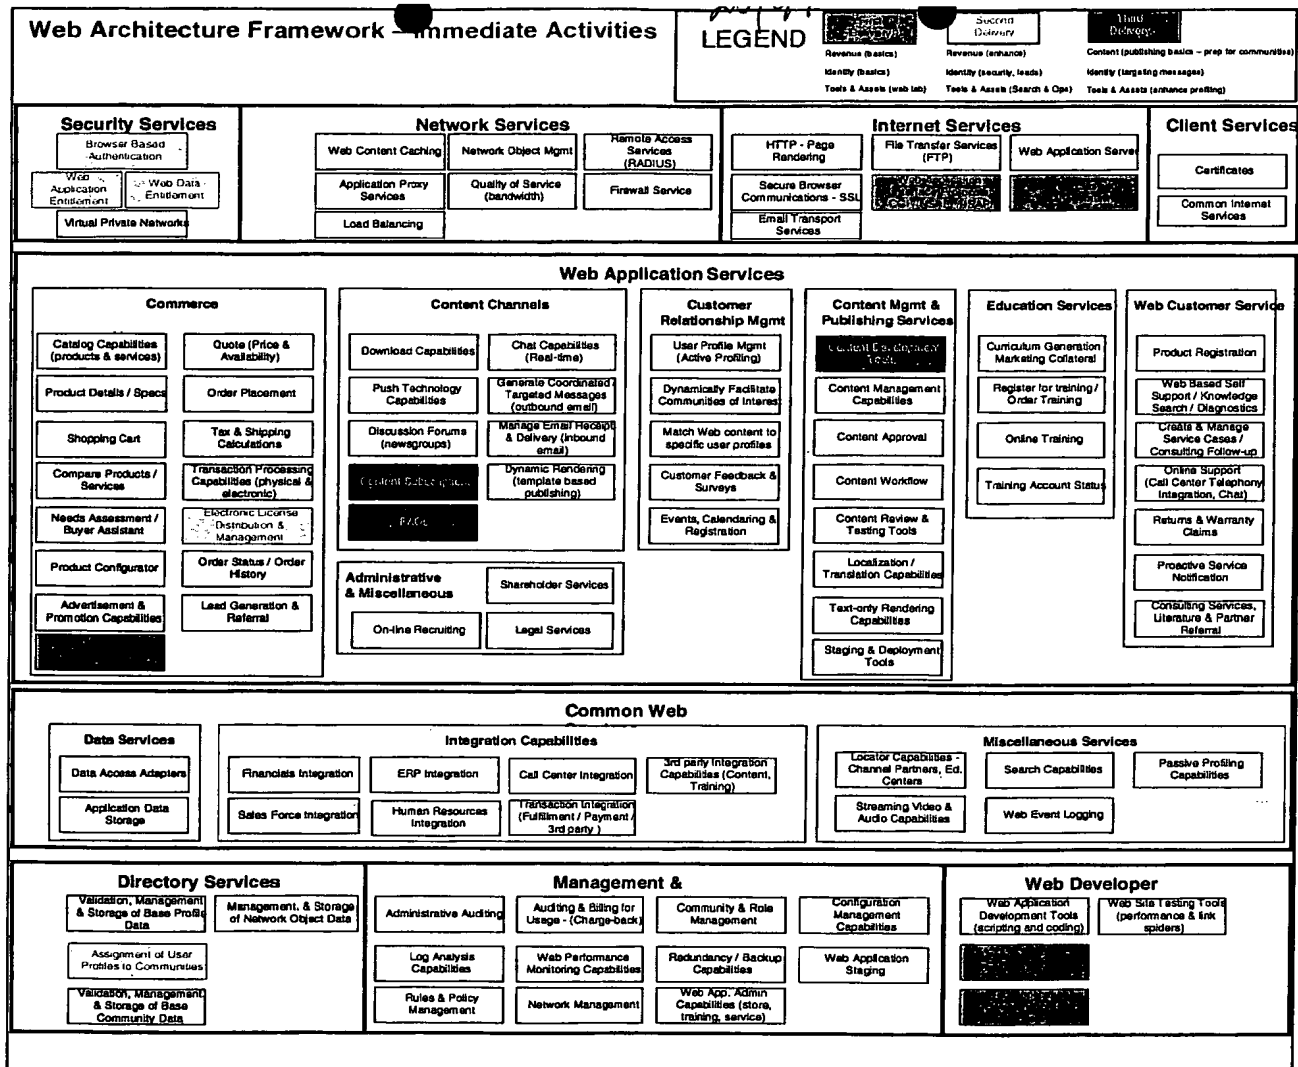 Web Architecture Framework – Immediate Activities
LEGEND
Second
Delivery
Third
Delivery
Revenue (basics)
Revenue (enhance)
Content (publishing basics – prep for communities)
Identity (basics)
Identity (security, leads)
Identity (targeting messages)
Tools & Assets (web lab)
Tools & Assets (Search & Ops)
Tools & Assets (enhance profiling)
Security Services
Browser Based
Authentication
Web
Application
Entitlement
Web Data
Entitlement
Virtual Private Networks
Network Services
Web Content Caching
Network Object Mgmt
Remote Access
Services
(RADIUS)
Application Proxy
Services
Quality of Service
(bandwidth)
Firewall Service
Load Balancing
Internet Services
HTTP - Page
Rendering
File Transfer Services
(FTP)
Web Application Server
Secure Browser
Communications - SSL
Email Transport
Services
Client Services
Certificates
Common Internet
Services
Web Application Services
Commerce
Catalog Capabilities
(products & services)
Quote (Price &
Availability)
Product Details / Specs
Order Placement
Shopping Cart
Tax & Shipping
Calculations
Compare Products /
Services
Transaction Processing
Capabilities (physical &
electronic)
Needs Assessment /
Buyer Assistant
Electronic License
Distribution &
Management
Product Configurator
Order Status / Order
History
Advertisement &
Promotion Capabilities
Lead Generation &
Referral
Content Channels
Download Capabilities
Chat Capabilities
(Real-time)
Push Technology
Capabilities
Generate Coordinated /
Targeted Messages
(outbound email)
Discussion Forums
(newsgroups)
Manage Email Receipt
& Delivery (inbound
email)
Content Subscription
Dynamic Rendering
(template based
publishing)
FAQs
Administrative
& Miscellaneous
Shareholder Services
On-line Recruiting
Legal Services
Customer
Relationship Mgmt
User Profile Mgmt
(Active Profiling)
Dynamically Facilitate
Communities of Interest
Match Web content to
specific user profiles
Customer Feedback &
Surveys
Events, Calendaring &
Registration
Content Mgmt &
Publishing Services
Content Development
Tools
Content Management
Capabilities
Content Approval
Content Workflow
Content Review &
Testing Tools
Localization /
Translation Capabilities
Text-only Rendering
Capabilities
Staging & Deployment
Tools
Education Services
Curriculum Generation
Marketing Collateral
Register for training /
Order Training
Online Training
Training Account Status
Web Customer Service
Product Registration
Web Based Self
Support / Knowledge
Search / Diagnostics
Create & Manage
Service Cases /
Consulting Follow-up
Online Support
(Call Center Telephony
Integration, Chat)
Returns & Warranty
Claims
Proactive Service
Notification
Consulting Services,
Literature & Partner
Referral
Common Web
Data Services
Data Access Adapters
Application Data
Storage
Integration Capabilities
Financials Integration
ERP Integration
Call Center Integration
3rd party Integration
Capabilities (Content,
Training)
Sales Force Integration
Human Resources
Integration
Transaction Integration
(Fulfillment / Payment /
3rd party )
Miscellaneous Services
Locator Capabilities -
Channel Partners, Ed.
Centers
Search Capabilities
Passive Profiling
Capabilities
Streaming Video &
Audio Capabilities
Web Event Logging
Directory Services
Validation, Management
& Storage of Base Profile
Data
Management, & Storage
of Network Object Data
Assignment of User
Profiles to Communities
Validation, Management
& Storage of Base
Community Data
Management &
Administrative Auditing
Auditing & Billing for
Usage - (Charge-back)
Community & Role
Management
Configuration
Management
Capabilities
Log Analysis
Capabilities
Web Performance
Monitoring Capabilities
Redundancy / Backup
Capabilities
Web Application
Staging
Rules & Policy
Management
Network Management
Web App. Admin
Capabilities (store,
training, service)
Web Developer
Web Application
Development Tools
(scripting and coding)
Web Site Testing Tools
(performance & link
spiders)